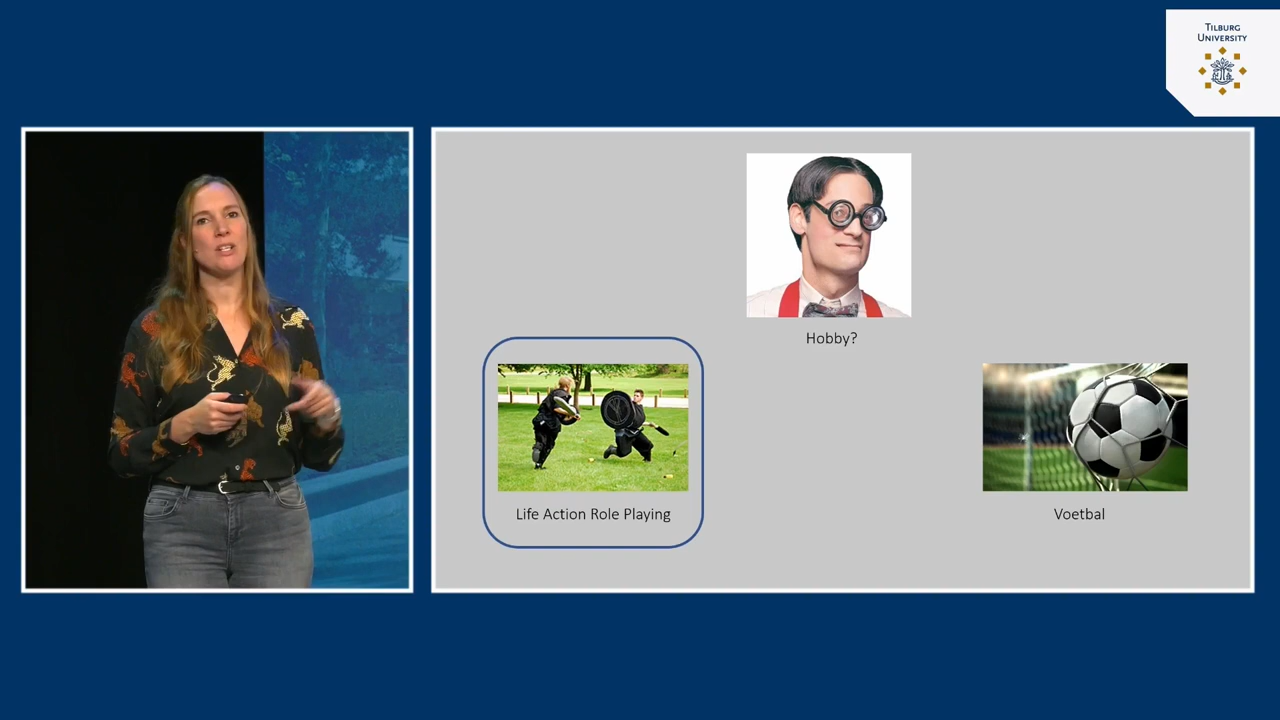 TILBURG
UNIVERSITY
Hobby?
Life Action Role Playing
Voetbal